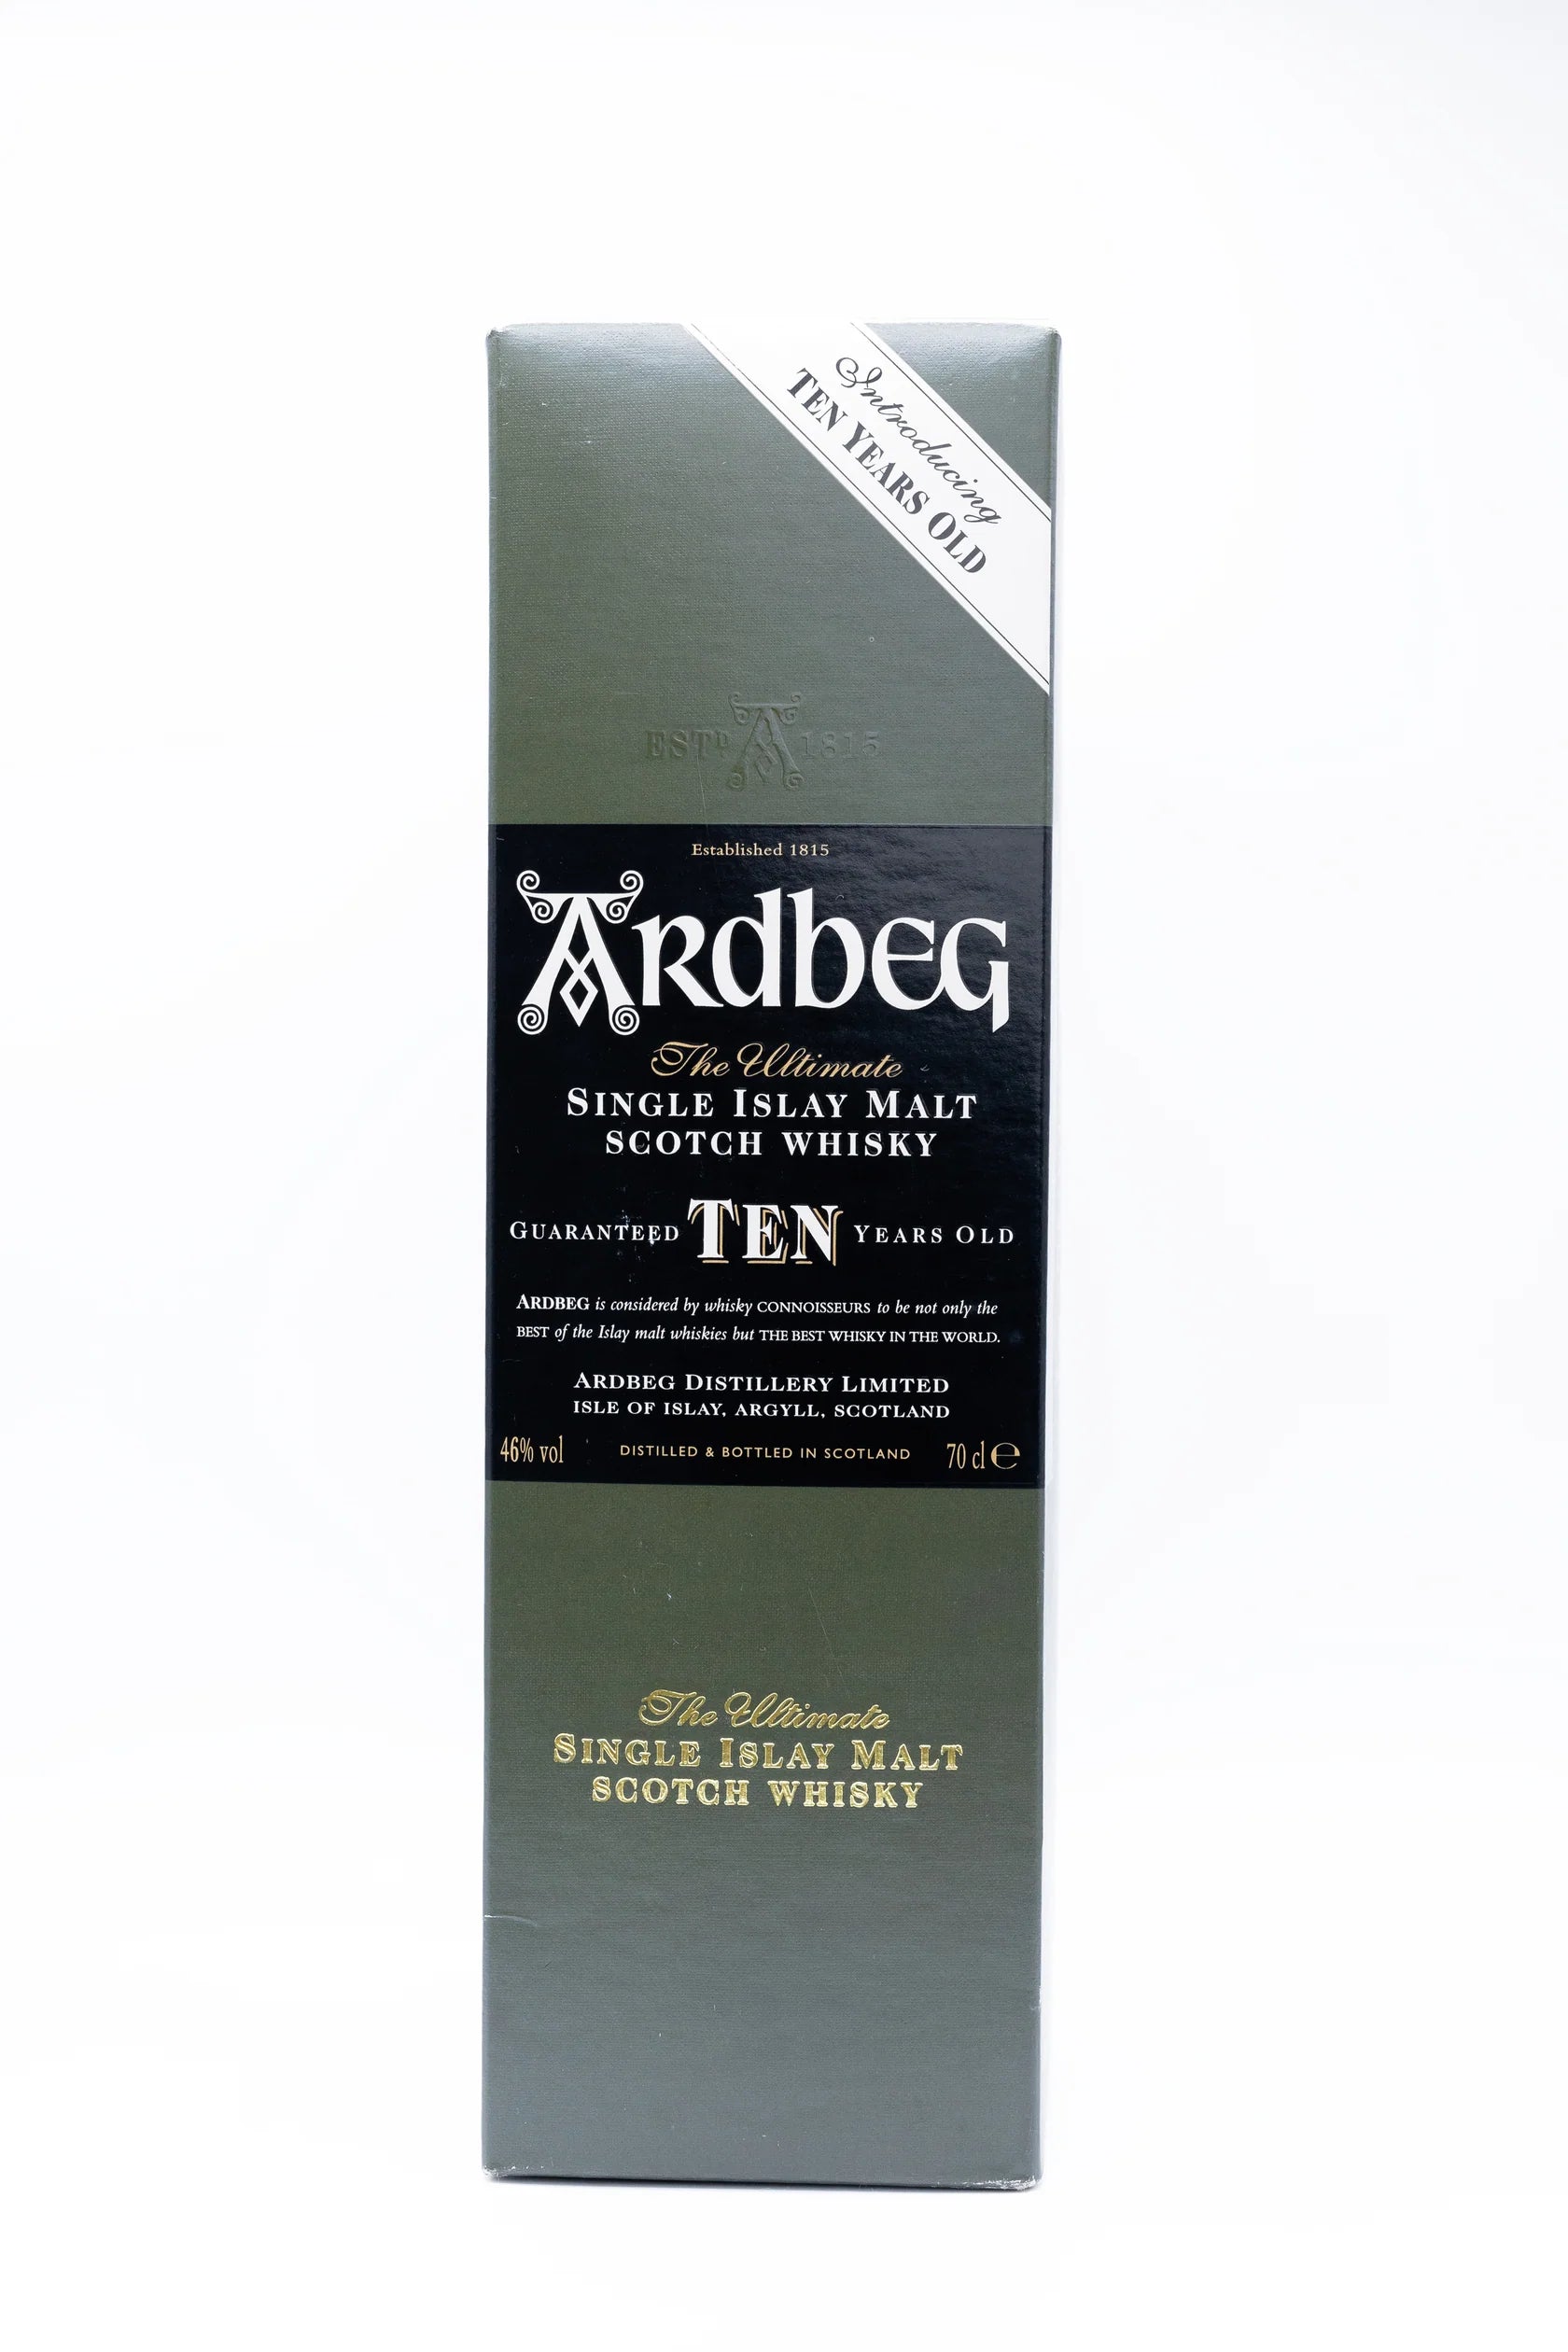 Introducing
TEN YEARS OLD
ESTD A 1815
Established 1815
ARDBEG
The Ultimate
SINGLE ISLAY MALT
SCOTCH WHISKY
GUARANTEED TEN YEARS OLD
ARDBEG is considered by whisky CONNOISSEURS to be not only the
BEST of the Islay malt whiskies but THE BEST WHISKY IN THE WORLD.
ARDBEG DISTILLERY LIMITED
ISLE OF ISLAY, ARGYLL, SCOTLAND
46% vol DISTILLED & BOTTLED IN SCOTLAND 70 cl ℮
The Ultimate
SINGLE ISLAY MALT
SCOTCH WHISKY